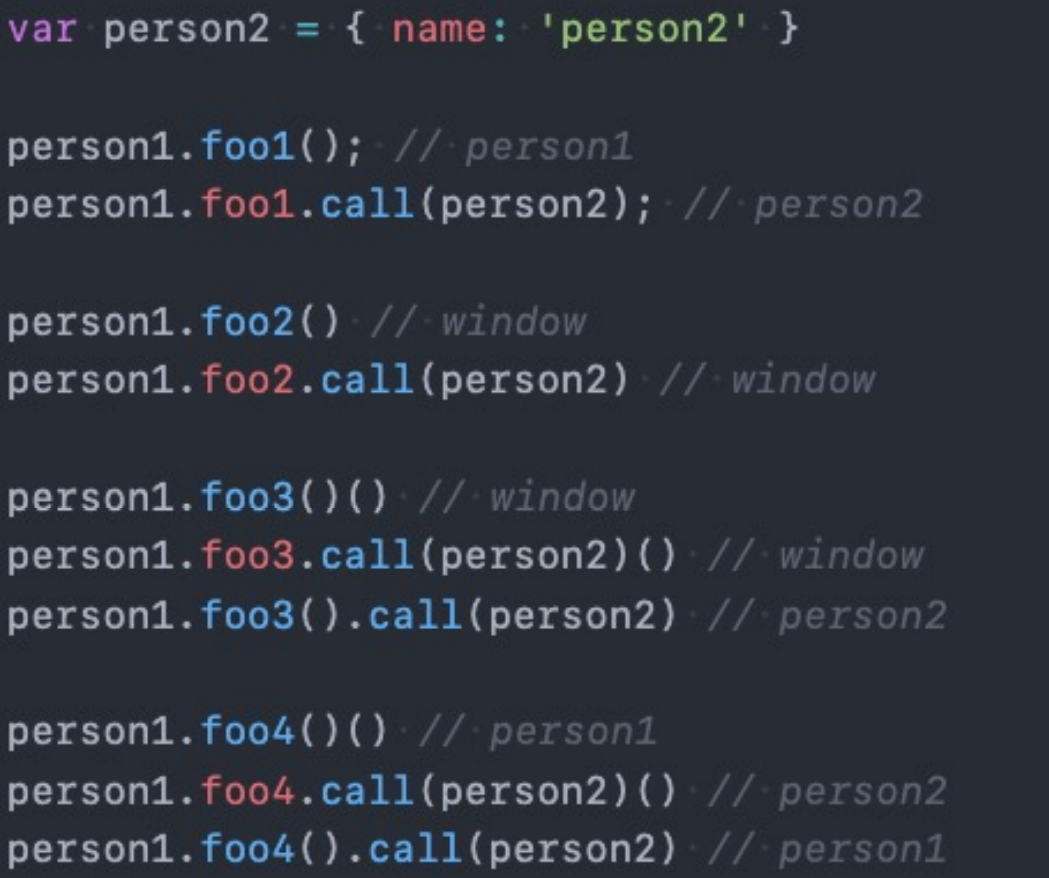 var person2 = { name: 'person2' }
person1.foo1(); // person1
person1.foo1.call(person2); // person2
person1.foo2() // window
person1.foo2.call(person2) // window
person1.foo3()() // window
person1.foo3.call(person2)() // window
person1.foo3().call(person2) // person2
person1.foo4()() // person1
person1.foo4.call(person2)() // person2
person1.foo4().call(person2) // person1